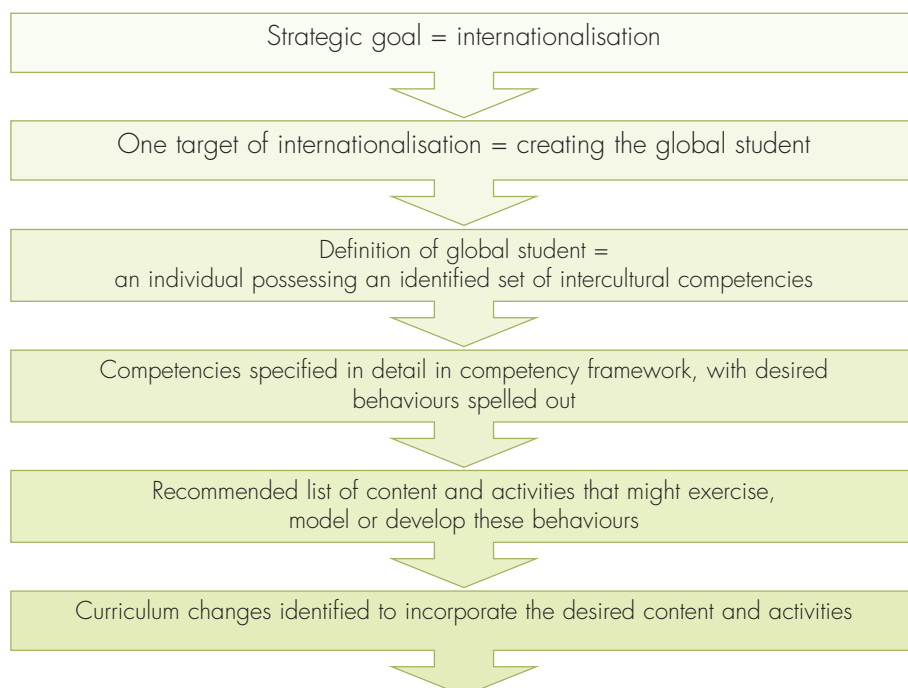 Strategic goal = internationalisation
One target of internationalisation = creating the global student
Definition of global student =
an individual possessing an identified set of intercultural competencies
Competencies specified in detail in competency framework, with desired
behaviours spelled out
Recommended list of content and activities that might exercise,
model or develop these behaviours
Curriculum changes identified to incorporate the desired content and activities